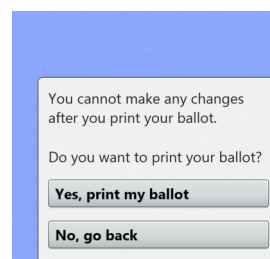 You cannot make any changes
after you print your ballot.
Do you want to print your ballot?
Yes, print my ballot
No, go back